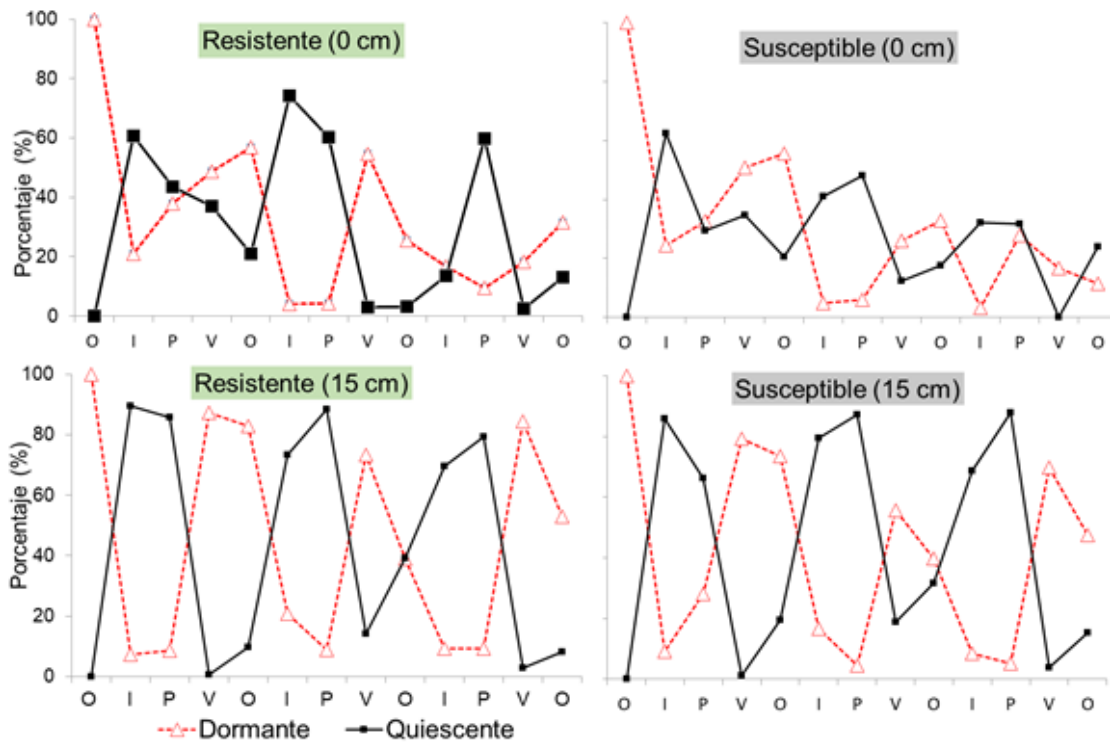 Resistente (0 cm)
Susceptible (0 cm)
Porcentaje (%)
100
80
60
40
20
0
O I P V O I P V O I P V O
O I P V O I P V O I P V O
Resistente (15 cm)
Susceptible (15 cm)
Porcentaje (%)
100
80
60
40
20
0
O I P V O I P V O I P V O
O I P V O I P V O I P V O
Dormante Quiescente